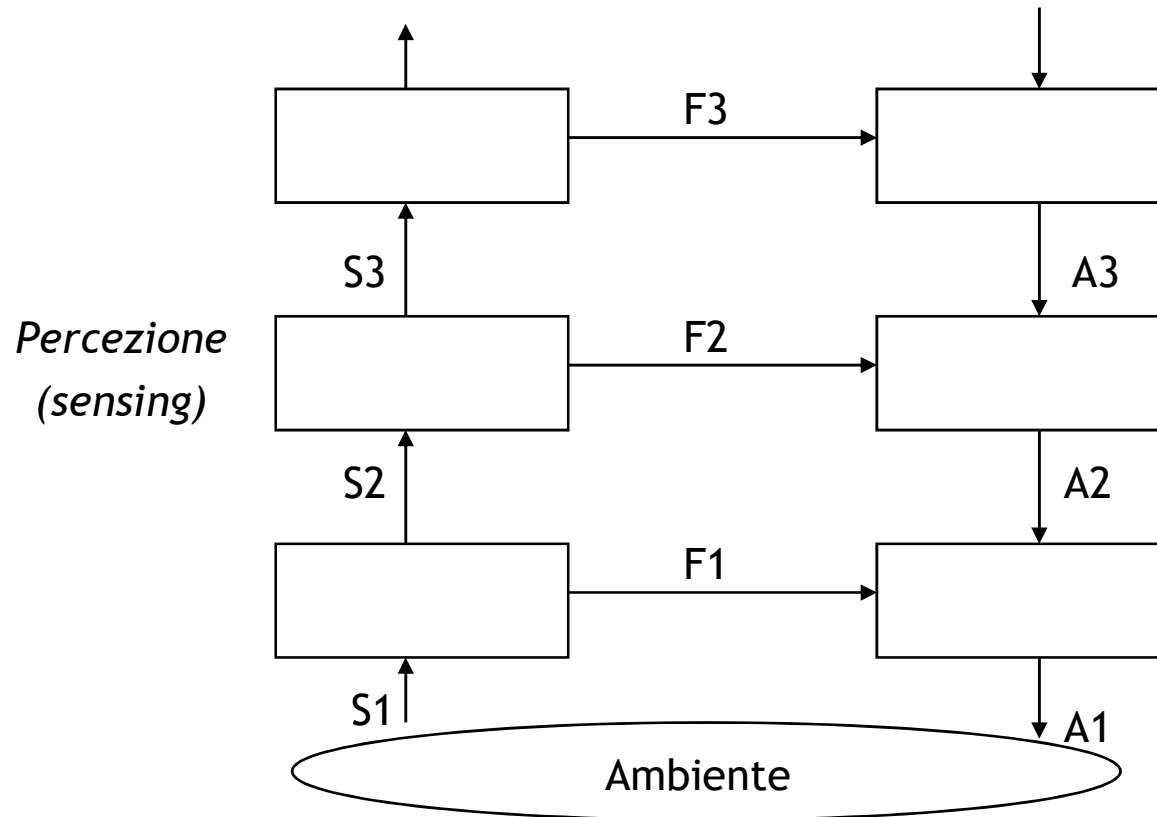 F3
S3
A3
Percezione
(sensing)
F2
S2
A2
F1
S1
A1
Ambiente